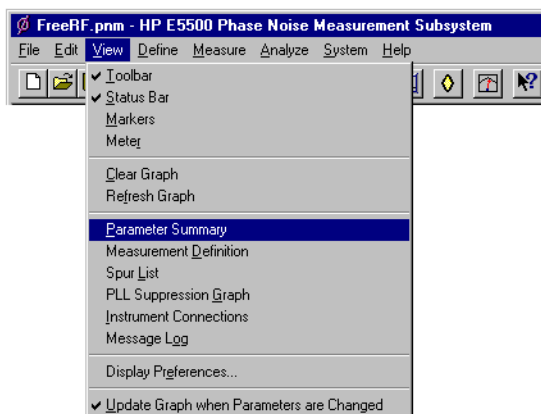 FreeRF.pnm - HP E5500 Phase Noise Measurement Subsystem
File Edit View Define Measure Analyze System Help
Toolbar
Status Bar
Markers
Meter
Clear Graph
Refresh Graph
Parameter Summary
Measurement Definition
Spur List
PLL Suppression Graph
Instrument Connections
Message Log
Display Preferences...
Update Graph when Parameters are Changed